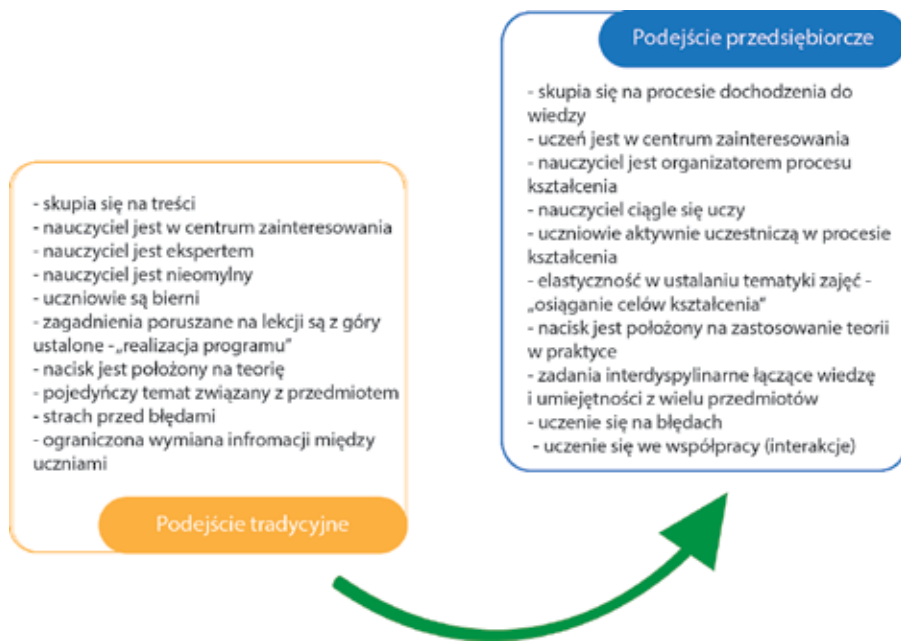 Podejście przedsiębiorcze
- skupia się na procesie dochodzenia do
wiedzy
- uczeń jest w centrum zainteresowania
- nauczyciel jest organizatorem procesu
kształcenia
- nauczyciel ciągle się uczy
- uczniowie aktywnie uczestniczą w procesie
kształcenia
- elastyczność w ustalaniu tematyki zajęć -
„osiąganie celów kształcenia”
- nacisk jest położony na zastosowanie teorii
w praktyce
- zadania interdyspylinarne łączące wiedzę
i umiejętności z wielu przedmiotów
- uczenie się na błędach
- uczenie się we współpracy (interakcje)
- skupia się na treści
- nauczyciel jest w centrum zainteresowania
- nauczyciel jest ekspertem
- nauczyciel jest nieomylny
- uczniowie są bierni
- zagadnienia poruszane na lekcji są z góry
ustalone -„realizacja programu”
- nacisk jest położony na teorię
- pojedyńczy temat związany z przedmiotem
- strach przed błędami
- ograniczona wymiana infromacji między
uczniami
Podejście tradycyjne